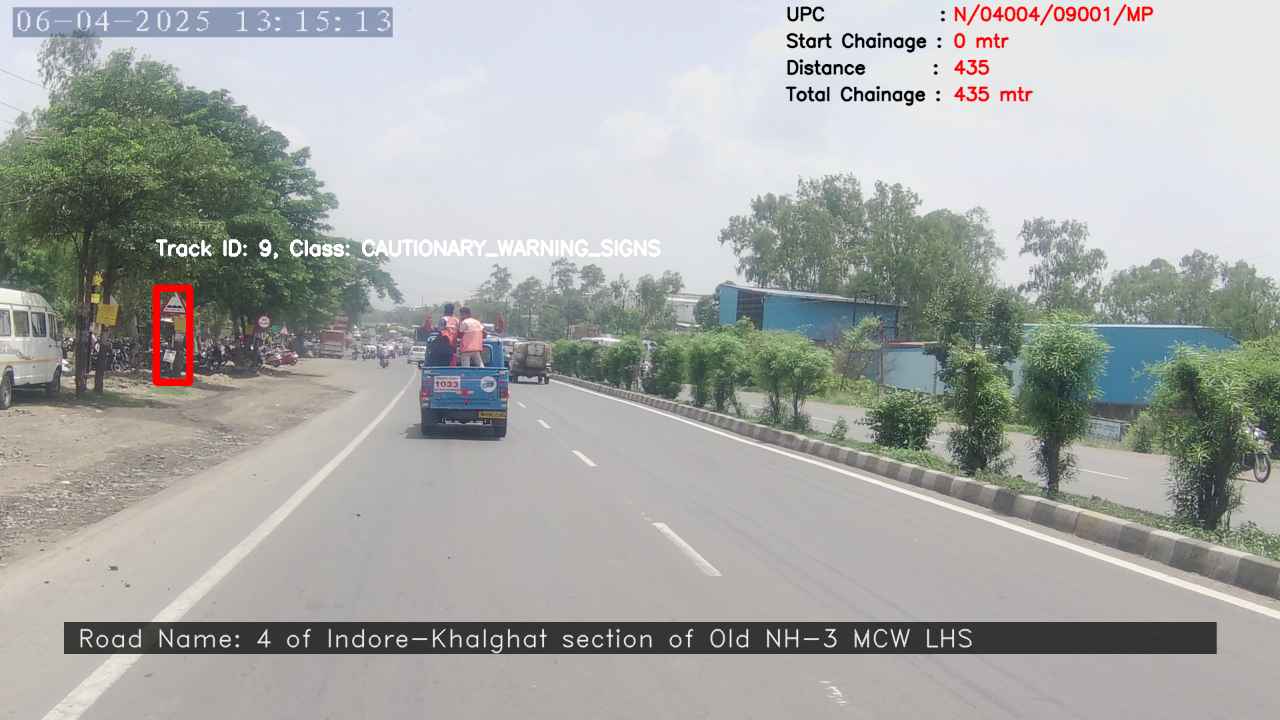 06-04-2025 13:15:13
UPC : N/04004/09001/MP
Start Chainage : 0 mtr
Distance : 435
Total Chainage : 435 mtr
Track ID: 9, Class: CAUTIONARY_WARNING_SIGNS
1033
Road Name: 4 of Indore-Khalghat section of Old NH-3 MCW LHS